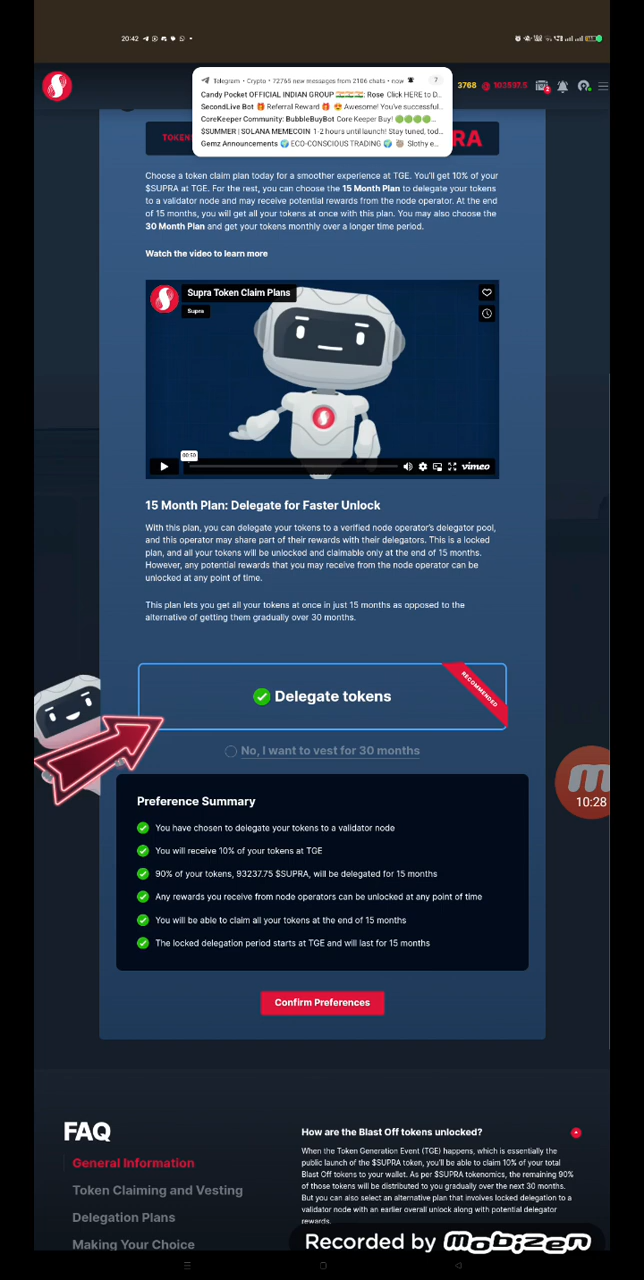 20:42
Telegram • Crypto • 72765 new messages from 2106 chats • now
7
Candy Pocket OFFICIAL INDIAN GROUP 🇮🇳🇮🇳🇮🇳: Rose Click HERE to D...
SecondLive Bot 🎁 Referral Reward 🎁 😍 Awesome! You've successful...
CoreKeeper Community: BubbleBuyBot Core Keeper Buy! 🟢🟢🟢🟢...
$SUMMER | SOLANA MEMECOIN 1-2 hours until launch! Stay tuned, tod...
Gemz Announcements 🌍 ECO-CONSCIOUS TRADING 🌍 🦥 Slothy e...
3768
103597.5
TOKENS
RA
Choose a token claim plan today for a smoother experience at TGE. You'll get 10% of your
$SUPRA at TGE. For the rest, you can choose the 15 Month Plan to delegate your tokens
to a validator node and may receive potential rewards from the node operator. At the end
of 15 months, you will get all your tokens at once with this plan. You may also choose the
30 Month Plan and get your tokens monthly over a longer time period.
Watch the video to learn more
Supra Token Claim Plans
Supra
00:50
vimeo
15 Month Plan: Delegate for Faster Unlock
With this plan, you can delegate your tokens to a verified node operator's delegator pool,
and this operator may share part of their rewards with their delegators. This is a locked
plan, and all your tokens will be unlocked and claimable only at the end of 15 months.
However, any potential rewards that you may receive from the node operator can be
unlocked at any point of time.
This plan lets you get all your tokens at once in just 15 months as opposed to the
alternative of getting them gradually over 30 months.
RECOMMENDED
Delegate tokens
No, I want to vest for 30 months
10:28
Preference Summary
You have chosen to delegate your tokens to a validator node
You will receive 10% of your tokens at TGE
90% of your tokens, 93237.75 $SUPRA, will be delegated for 15 months
Any rewards you receive from node operators can be unlocked at any point of time
You will be able to claim all your tokens at the end of 15 months
The locked delegation period starts at TGE and will last for 15 months
Confirm Preferences
FAQ
General Information
Token Claiming and Vesting
Delegation Plans
Making Your Choice
How are the Blast Off tokens unlocked?
When the Token Generation Event (TGE) happens, which is essentially the
public launch of the $SUPRA token, you'll be able to claim 10% of your total
Blast Off tokens to your wallet. As per $SUPRA tokenomics, the remaining 90%
of those tokens will be distributed to you gradually over the next 30 months.
But you can also select an alternative plan that involves locked delegation to a
validator node with an earlier overall unlock along with potential delegator
rewards.
Recorded by mobizen